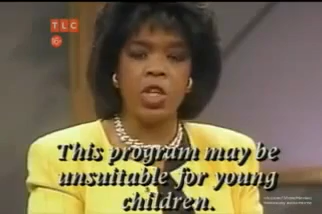 TLC
This program may be
unsuitable for young
children.